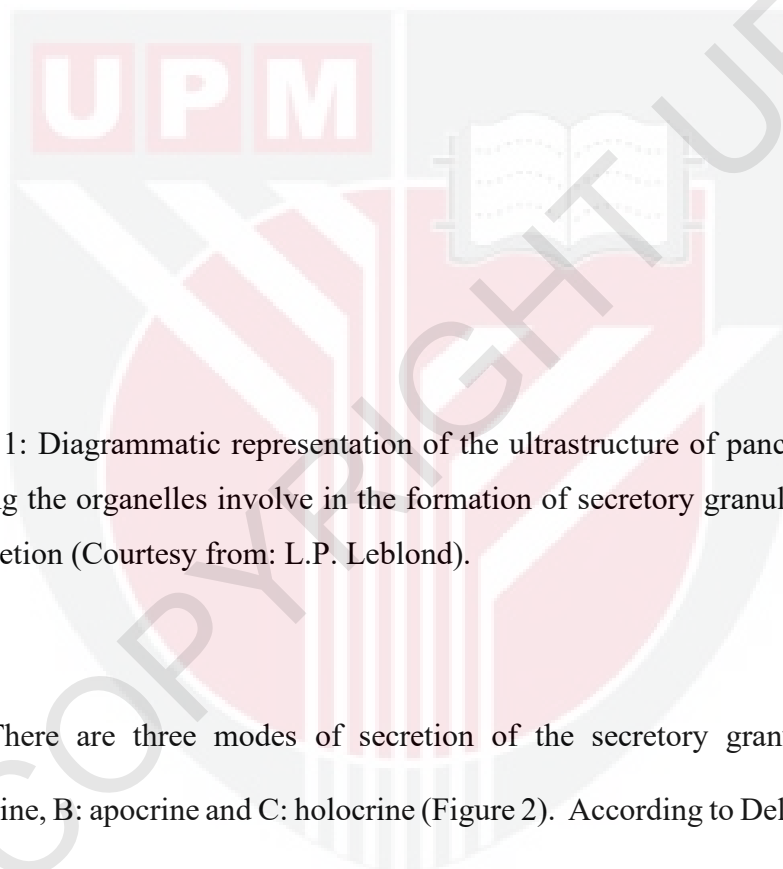 UPM
COPYRIGHT UP
1: Diagrammatic representation of the ultrastructure of panc
g the organelles involve in the formation of secretory granul
etion (Courtesy from: L.P. Leblond).
There are three modes of secretion of the secretory gran
ine, B: apocrine and C: holocrine (Figure 2). According to Del